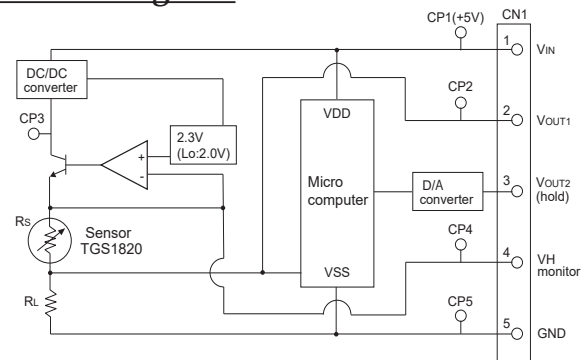 CP1(+5V)
CN1
1
VIN
DC/DC
converter
CP2
CP3
2.3V
(Lo:2.0V)
+
-
VDD
2
VOUT1
Micro
computer
D/A
converter
3
VOUT2
(hold)
RS
Sensor
TGS1820
CP4
4
VH
monitor
VSS
RL
CP5
5
GND